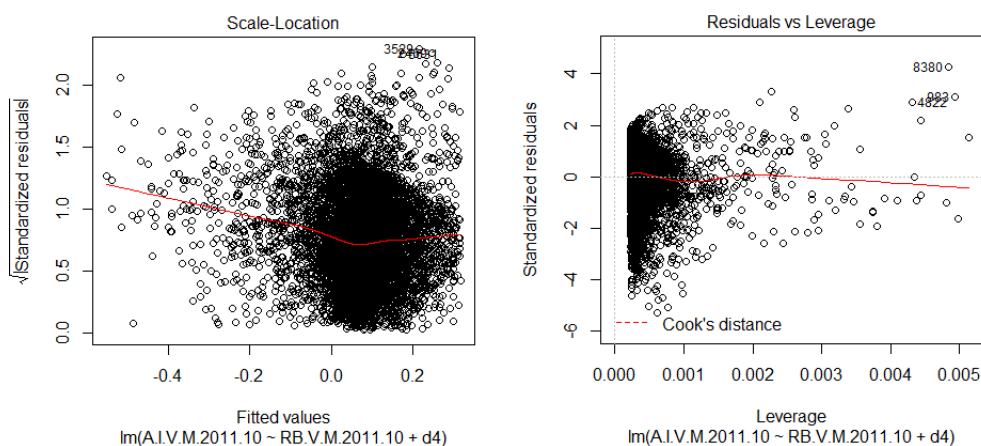 Scale-Location
3529
√|Standardized residuals|
2.0
1.5
1.0
0.5
0.0
-0.4
-0.2
0.0
0.2
Fitted values
lm(A.I.V.M.2011.10 ~ RB.V.M.2011.10 + d4)
Residuals vs Leverage
8380
983
4822
Standardized residuals
4
2
0
-2
-4
-6
Cook's distance
0.000
0.001
0.002
0.003
0.004
0.005
Leverage
lm(A.I.V.M.2011.10 ~ RB.V.M.2011.10 + d4)